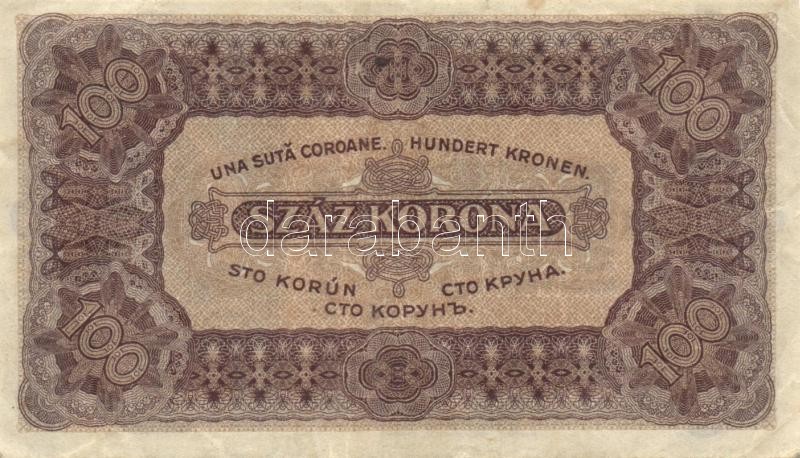 100 100
UNA SUTĂ COROANE. HUNDERT KRONEN.
SZÁZ KORONA
darabanth
STO KORÚN СТО КРУНА.
СТО КОРУНЪ.
100 100